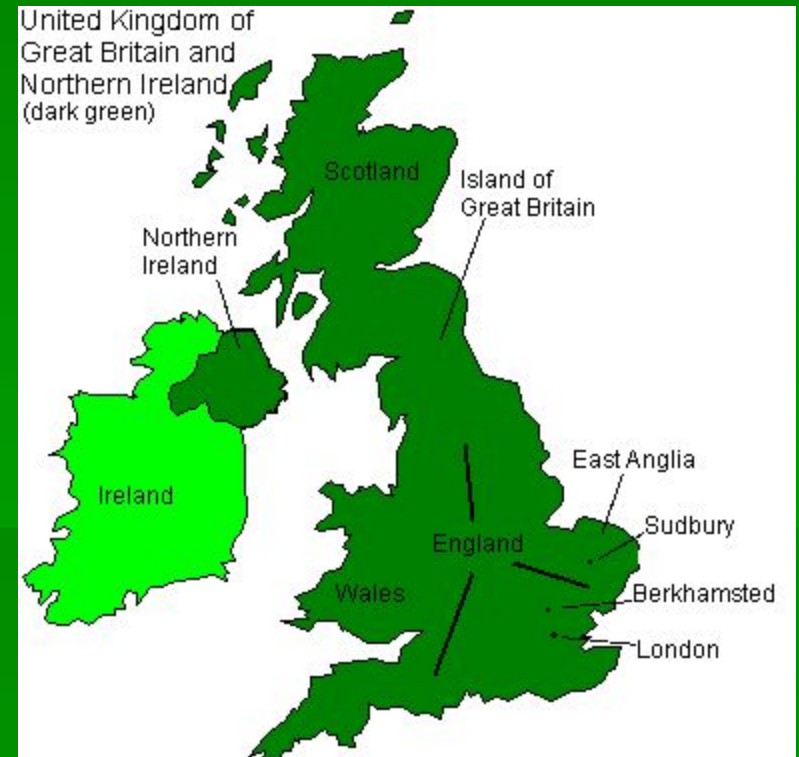 United Kingdom of
Great Britain and
Northern Ireland
(dark green)
Scotland
Island of
Great Britain
Northern
Ireland
East Anglia
Ireland
Sudbury
England
Wales
Berkhamsted
London